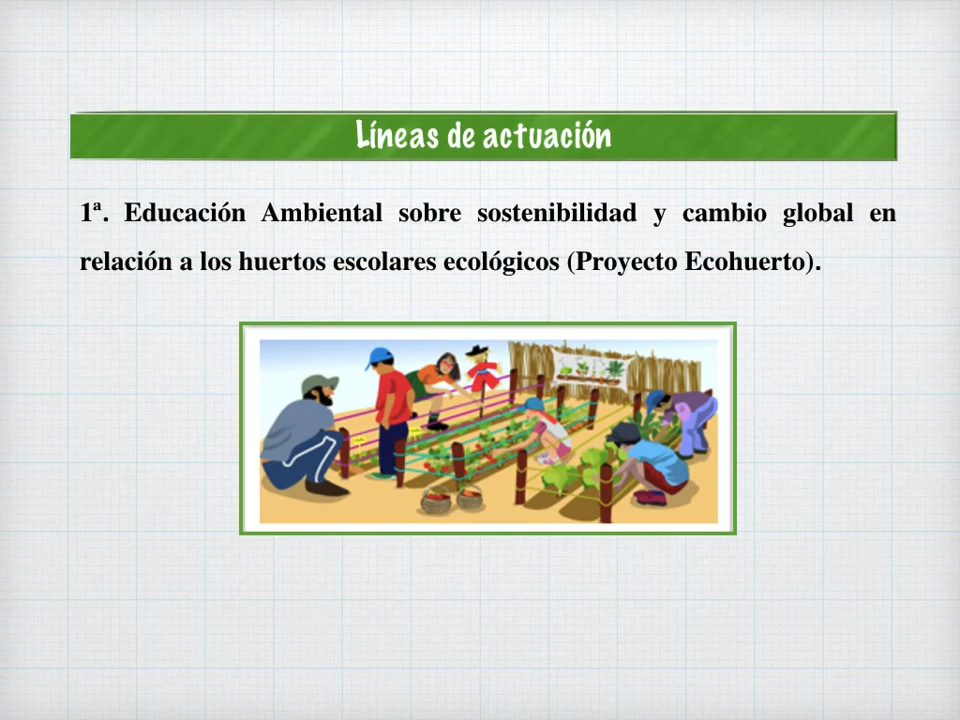 Líneas de actuación
1ª. Educación Ambiental sobre sostenibilidad y cambio global en
relación a los huertos escolares ecológicos (Proyecto Ecohuerto).